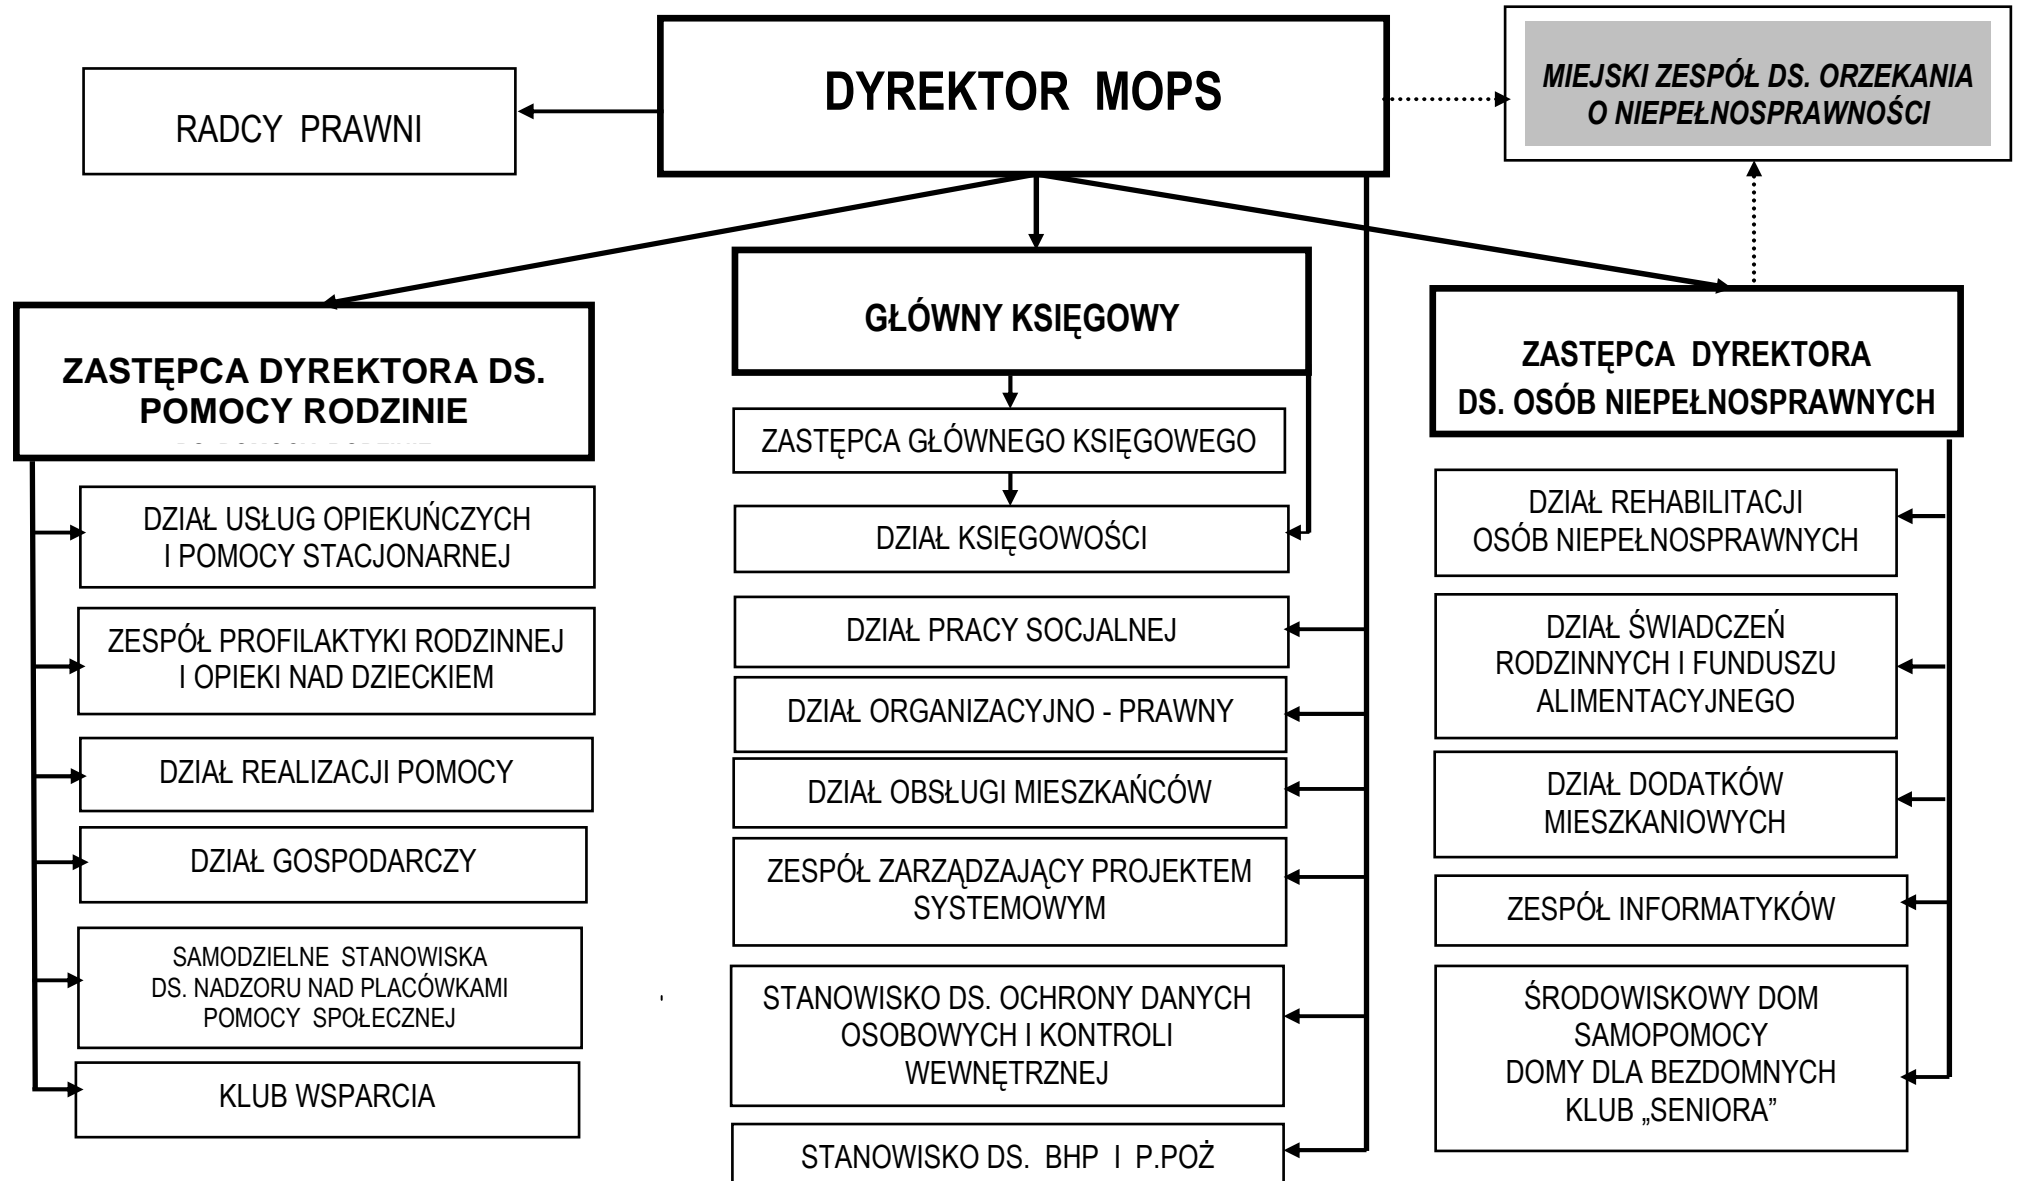 DYREKTOR MOPS
RADCY PRAWNI
MIEJSKI ZESPÓŁ DS. ORZEKANIA
O NIEPEŁNOSPRAWNOŚCI
ZASTĘPCA DYREKTORA DS.
POMOCY RODZINIE
DZIAŁ USŁUG OPIEKUŃCZYCH
I POMOCY STACJONARNEJ
ZESPÓŁ PROFILAKTYKI RODZINNEJ
I OPIEKI NAD DZIECKIEM
DZIAŁ REALIZACJI POMOCY
DZIAŁ GOSPODARCZY
SAMODZIELNE STANOWISKA
DS. NADZORU NAD PLACÓWKAMI
POMOCY SPOŁECZNEJ
KLUB WSPARCIA
GŁÓWNY KSIĘGOWY
ZASTĘPCA GŁÓWNEGO KSIĘGOWEGO
DZIAŁ KSIĘGOWOŚCI
DZIAŁ PRACY SOCJALNEJ
DZIAŁ ORGANIZACYJNO - PRAWNY
DZIAŁ OBSŁUGI MIESZKAŃCÓW
ZESPÓŁ ZARZĄDZAJĄCY PROJEKTEM
SYSTEMOWYM
STANOWISKO DS. OCHRONY DANYCH
OSOBOWYCH I KONTROLI
WEWNĘTRZNEJ
STANOWISKO DS. BHP I P.POŻ
ZASTĘPCA DYREKTORA
DS. OSÓB NIEPEŁNOSPRAWNYCH
DZIAŁ REHABILITACJI
OSÓB NIEPEŁNOSPRAWNYCH
DZIAŁ ŚWIADCZEŃ
RODZINNYCH I FUNDUSZU
ALIMENTACYJNEGO
DZIAŁ DODATKÓW
MIESZKANIOWYCH
ZESPÓŁ INFORMATYKÓW
ŚRODOWISKOWY DOM
SAMOPOMOCY
DOMY DLA BEZDOMNYCH
KLUB „SENIORA”